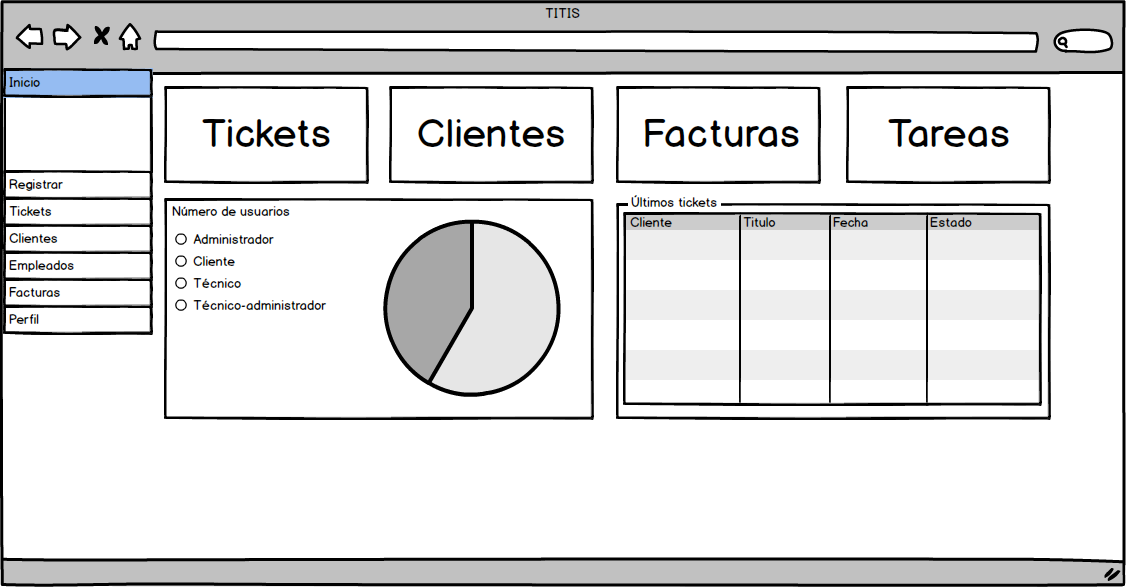 TITIS
Inicio
Registrar
Tickets
Clientes
Empleados
Facturas
Perfil
Tickets
Clientes
Facturas
Tareas
Número de usuarios
Administrador
Cliente
Técnico
Técnico-administrador
Últimos tickets
Cliente Titulo Fecha Estado